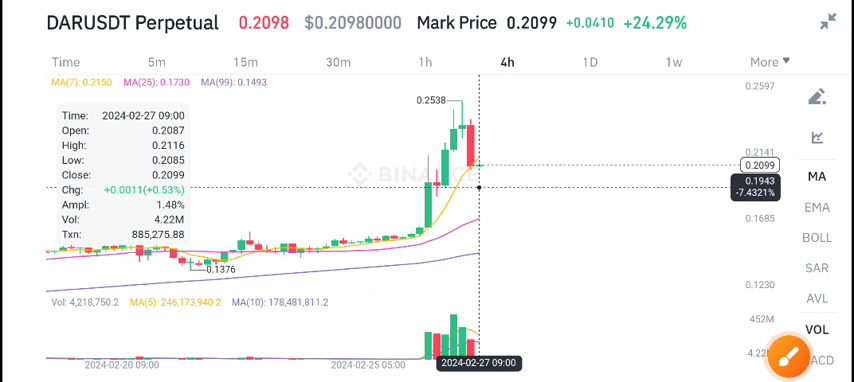 DARUSDT Perpetual 0.2098 $0.20980000 Mark Price 0.2099 +0.0410 +24.29%
Time 5m 15m 30m 1h 4h 1D 1w More
MA(7): 0.2150 MA(25): 0.1730 MA(99): 0.1493
0.2597
0.2538
Time: 2024-02-27 09:00
Open: 0.2087
High: 0.2116
Low: 0.2085
Close: 0.2099
Chg: +0.0011(+0.53%)
Ampl: 1.48%
Vol: 4.22M
Txn: 885,275.88
0.2141
0.2099
BINANCE
0.1943
-7.4321%
0.1685
0.1376
0.1230
MA
EMA
BOLL
SAR
AVL
VOL
Vol: 4,218,750.2 MA(5): 246,173,940.2 MA(10): 178,481,811.2
452M
4.22
ACD
2024-02-20 09:00 2024-02-25 05:00 2024-02-27 09:00